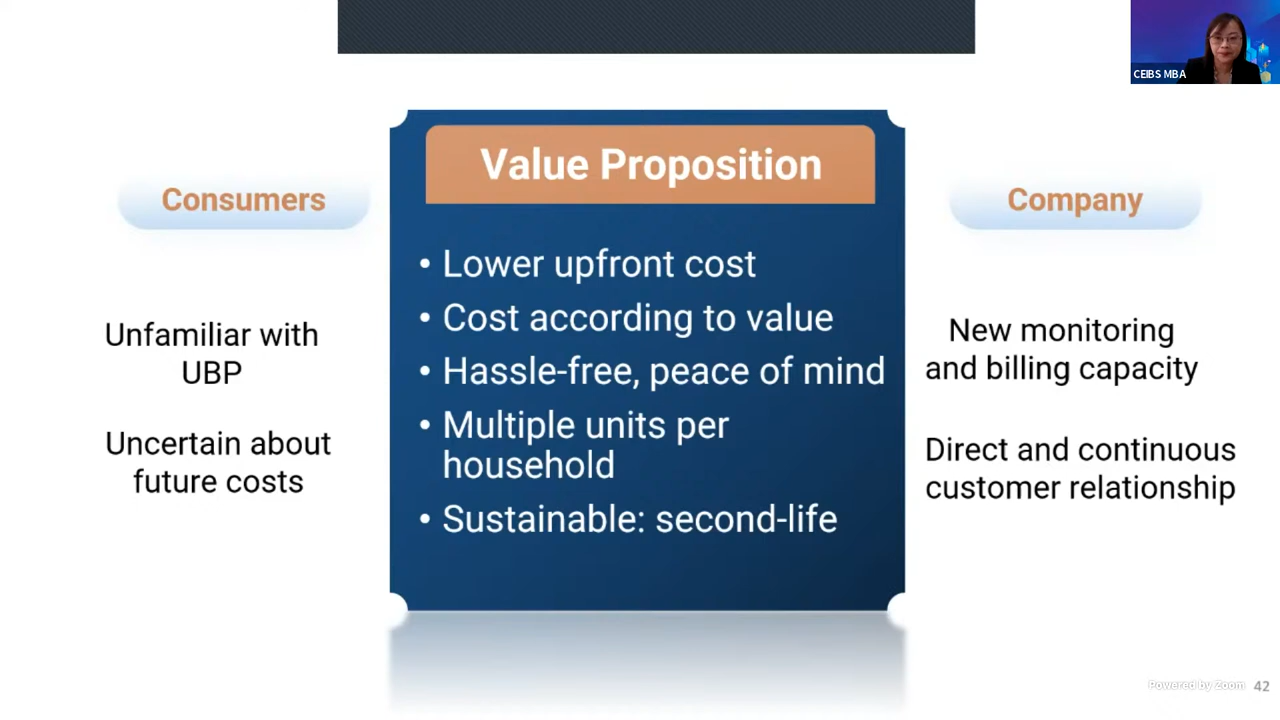 CEIBS MBA
Value Proposition
Consumers
Unfamiliar with
UBP
Uncertain about
future costs
• Lower upfront cost
• Cost according to value
• Hassle-free, peace of mind
• Multiple units per
household
• Sustainable: second-life
Company
New monitoring
and billing capacity
Direct and continuous
customer relationship
Powered by Zoom
42